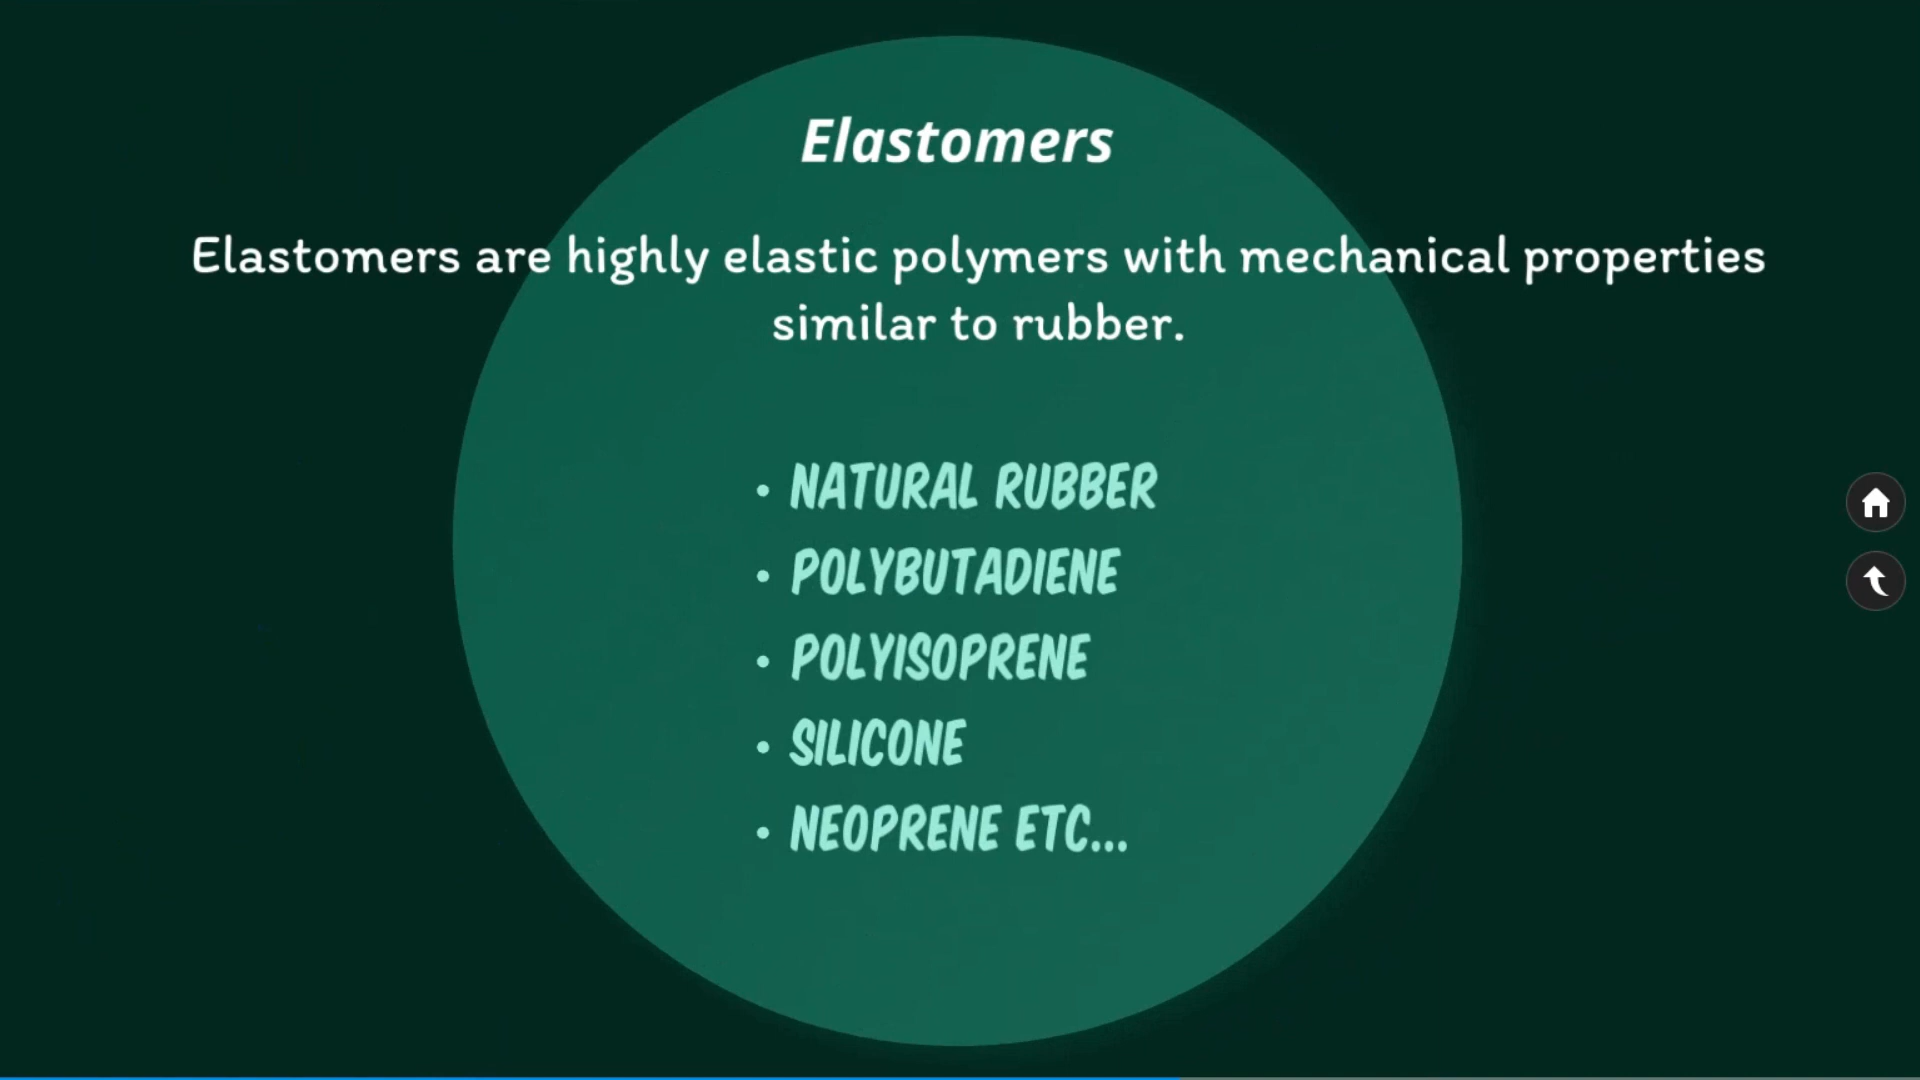 Elastomers
Elastomers are highly elastic polymers with mechanical properties
similar to rubber.
• NATURAL RUBBER
• POLYBUTADIENE
• POLYISOPRENE
• SILICONE
• NEOPRENE ETC...